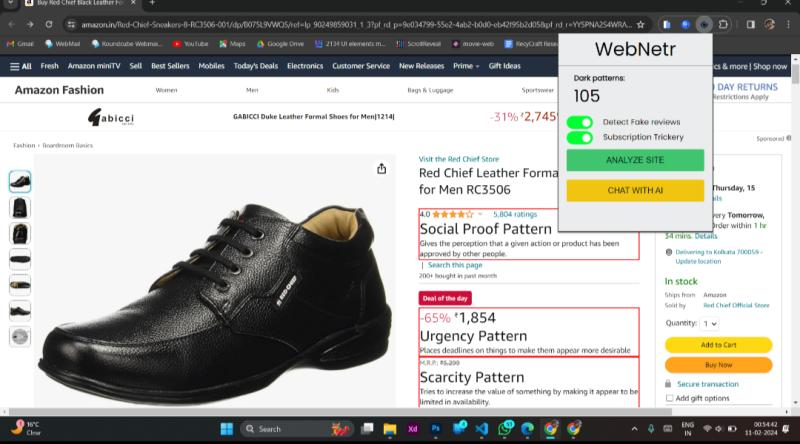 Buy Red Chief Black Leather Fo
amazon.in/Red-Chief-Sneakers-8-RC3506-001/dp/B075L9VWQS/ref=lp_90249859031_1_3?pf_rd_p=9e034799-55e2-4ab2-b0d0-eb42f95b2d05&pf_rd_r=YY5PNA2S4WRA...
Gmail
WebMail
Roundcube Webmai...
YouTube
Maps
Google Drive
2134 UI elements m...
ScrollReveal
movie-web
RecyCraft Resea
All
Fresh
Amazon miniTV
Sell
Best Sellers
Mobiles
Today's Deals
Electronics
Customer Service
New Releases
Prime
Gift Ideas
cs & more | Shop now
Amazon Fashion
Women
Men
Kids
Bags & Luggage
Sportswear
DAY RETURNS
Restrictions Apply
Gabicci
GABICCI Duke Leather Formal Shoes for Men|1214|
-31% ₹2,745
Sponsored
Fashion › Boardroom Basics
WebNetr
Dark patterns:
105
Detect Fake reviews
Subscription Trickery
ANALYZE SITE
CHAT WITH AI
Visit the Red Chief Store
Red Chief Leather Forma
for Men RC3506
4.0
5,804 ratings
Social Proof Pattern
Gives the perception that a given action or product has been
approved by other people.
| Search this page
200+ bought in past month
Deal of the day
-65% ₹1,854
Urgency Pattern
Places deadlines on things to make them appear more desirable
M.R.P.: ₹5,299
Scarcity Pattern
Tries to increase the value of something by making it appear to be
limited in availability.
Thursday, 15
ils
very Tomorrow,
Order within 1 hr
34 mins. Details
Delivering to Kolkata 700059 -
Update location
In stock
Ships from Amazon
Sold by Red Chief Official Store
Quantity: 1
Add to Cart
Buy Now
Secure transaction
Add gift options
16°C
Clear
Search
ENG
IN
00:54:42
11-02-2024